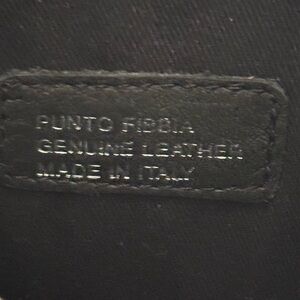 PUNTO FIBBIA
GENUINE LEATHER
MADE IN ITALY